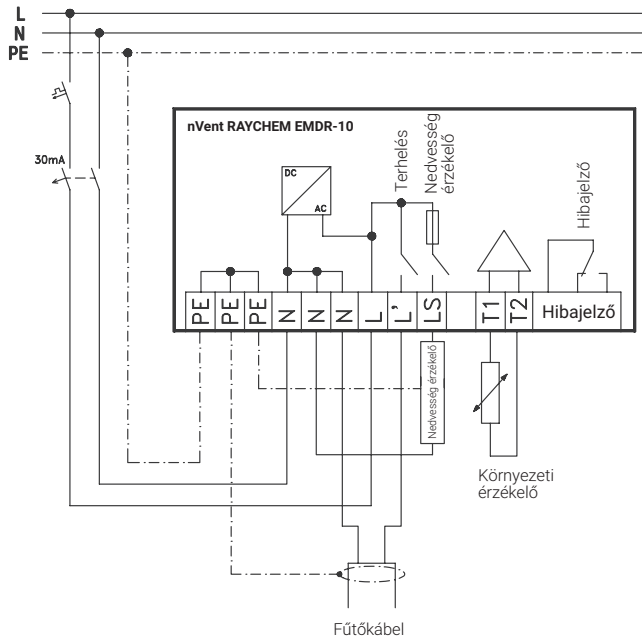 L
N
PE
30mA
nVent RAYCHEM EMDR-10
DC
AC
Terhelés
Nedvesség
érzékelő
Hibajelző
PE
PE
PE
N
N
N
L
L'
LS
T1
T2
Hibajelző
Nedvesség érzékelő
Környezeti
érzékelő
Fűtőkábel